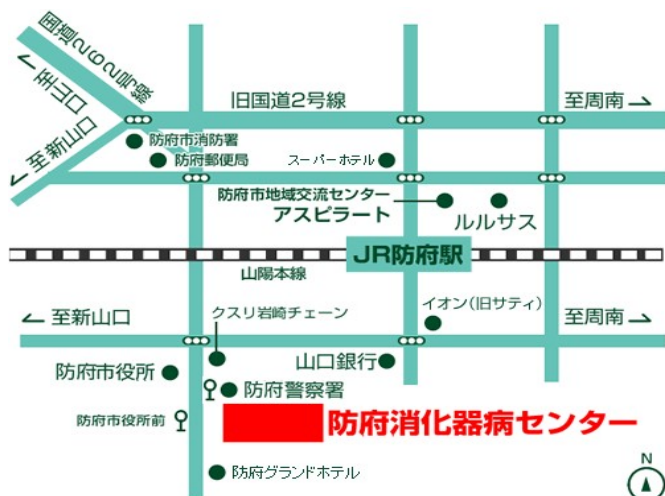 国道262号線
至山口
至新山口
旧国道2号線
至周南
防府市消防署
防府郵便局
スーパーホテル
防府市地域交流センター
アスピラート
ルルサス
JR防府駅
山陽本線
至新山口
クスリ岩崎チェーン
イオン(旧サティ)
至周南
防府市役所
山口銀行
防府警察署
防府市役所前
防府消化器病センター
防府グランドホテル
N